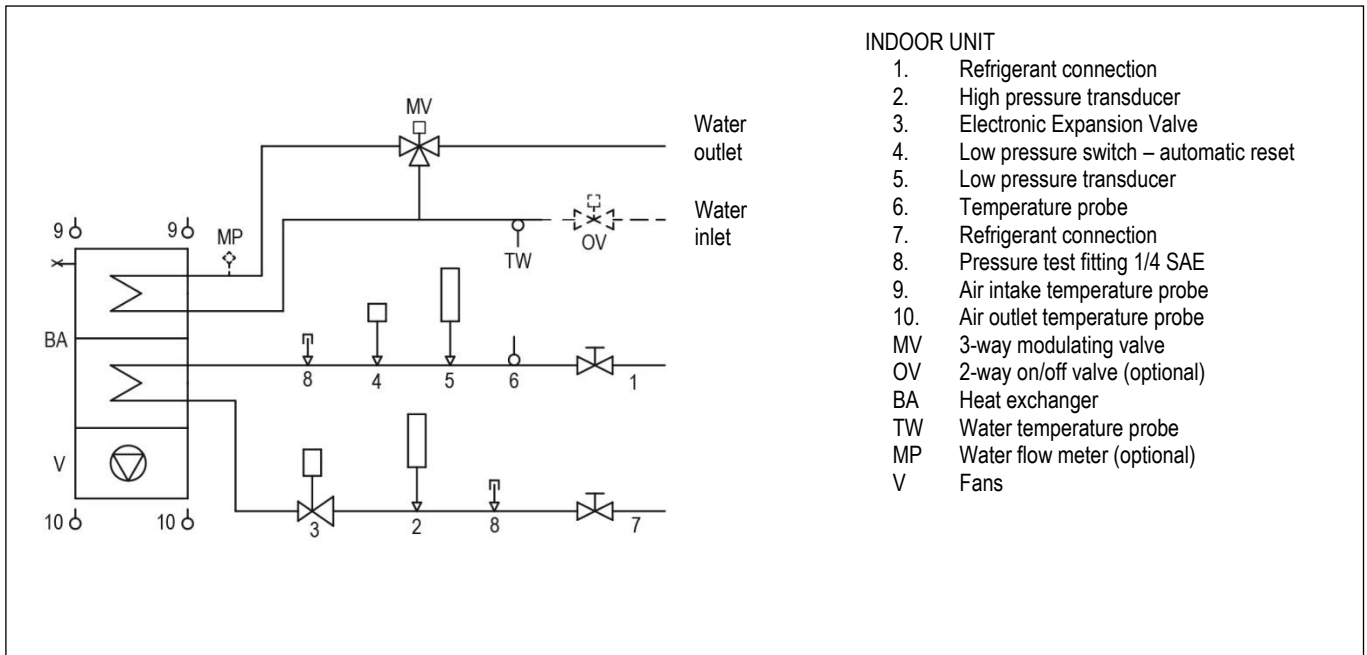 INDOOR UNIT
1. Refrigerant connection
2. High pressure transducer
3. Electronic Expansion Valve
4. Low pressure switch – automatic reset
5. Low pressure transducer
6. Temperature probe
7. Refrigerant connection
8. Pressure test fitting 1/4 SAE
9. Air intake temperature probe
10. Air outlet temperature probe
MV 3-way modulating valve
OV 2-way on/off valve (optional)
BA Heat exchanger
TW Water temperature probe
MP Water flow meter (optional)
V Fans
MV
Water
outlet
Water
inlet
9 9 MP
OV
TW
BA
8 4 5 6 1
V
10 10
3 2 8 7